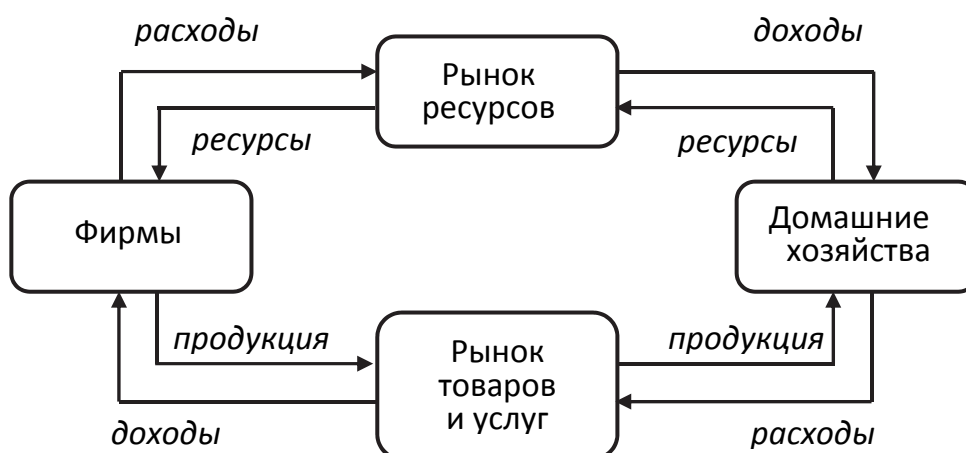 расходы
доходы
Рынок
ресурсов
ресурсы
ресурсы
Фирмы
Домашние
хозяйства
продукция
продукция
Рынок
товаров
и услуг
доходы
расходы